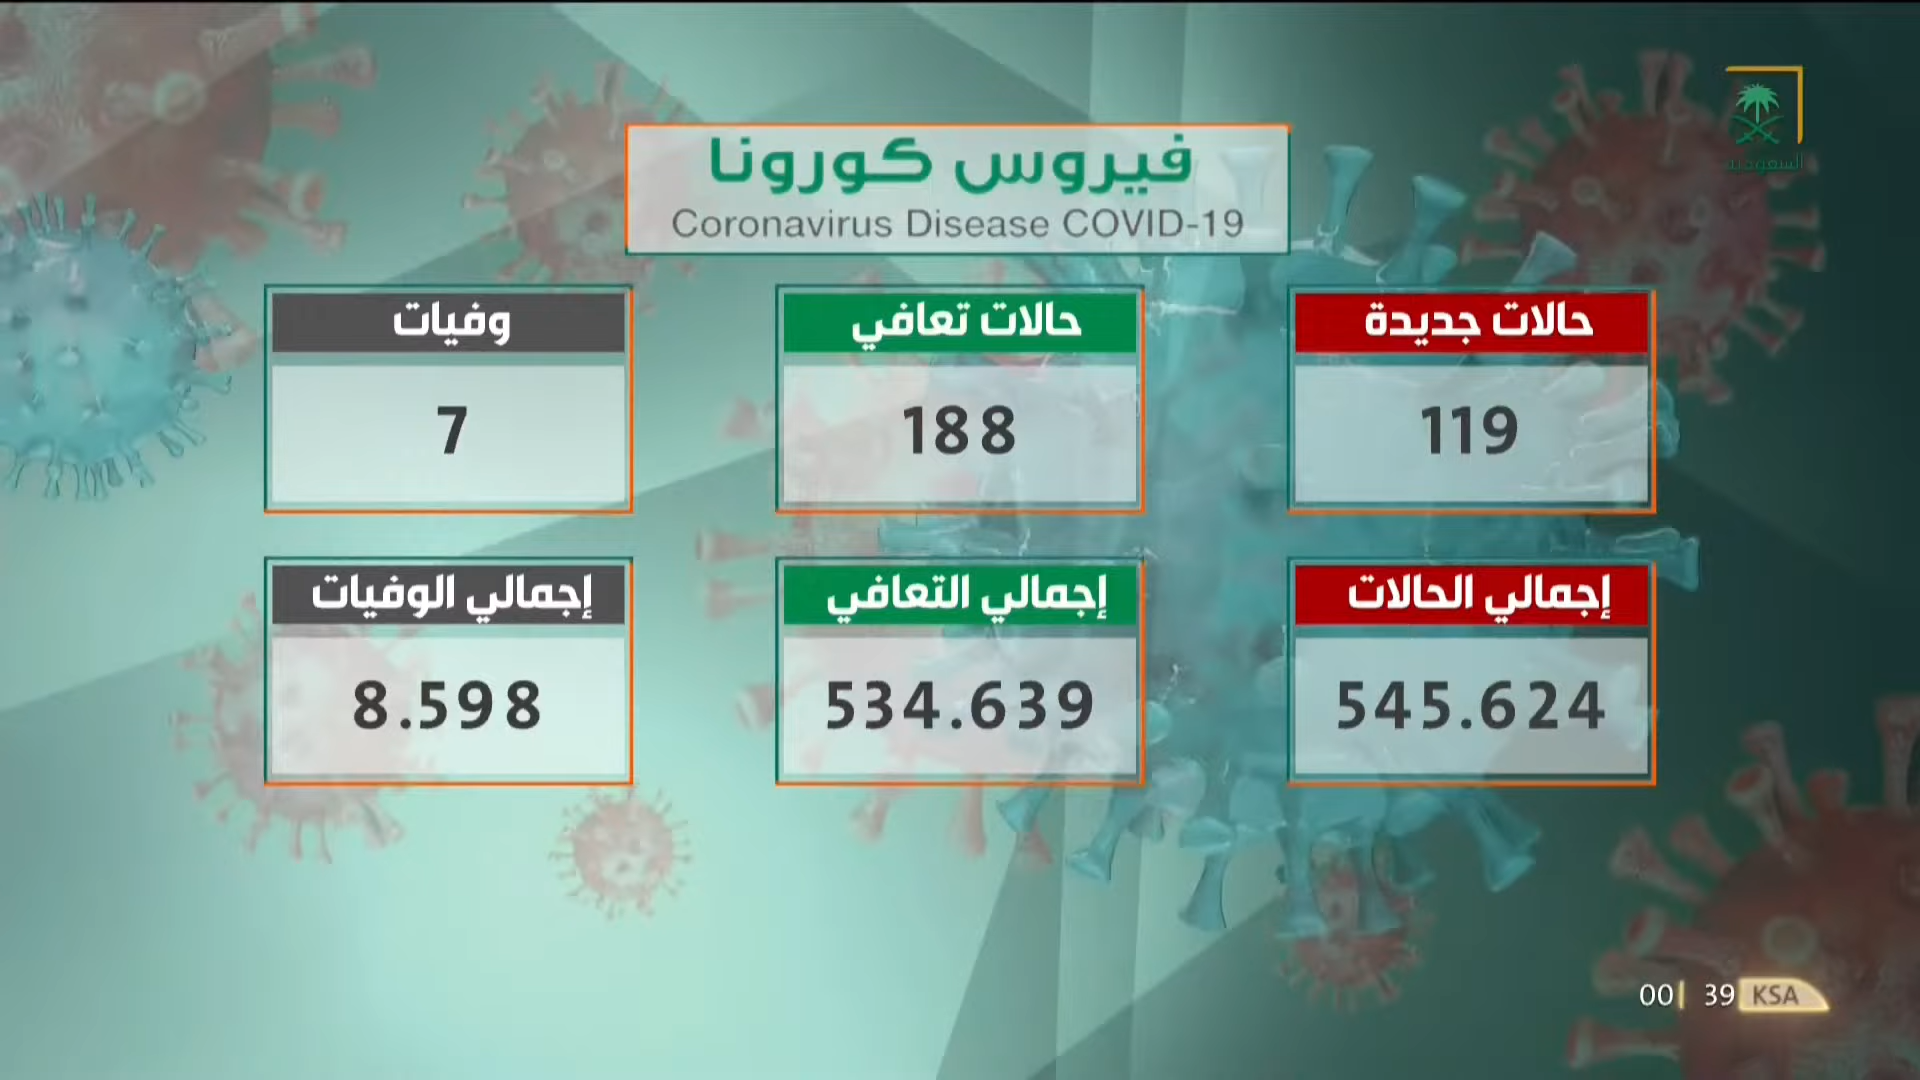 السعودية
فيروس كورونا
Coronavirus Disease COVID-19
حالات جديدة
119
حالات تعافي
188
وفيات
7
إجمالي الحالات
545.624
إجمالي التعافي
534.639
إجمالي الوفيات
8.598
00 39 KSA